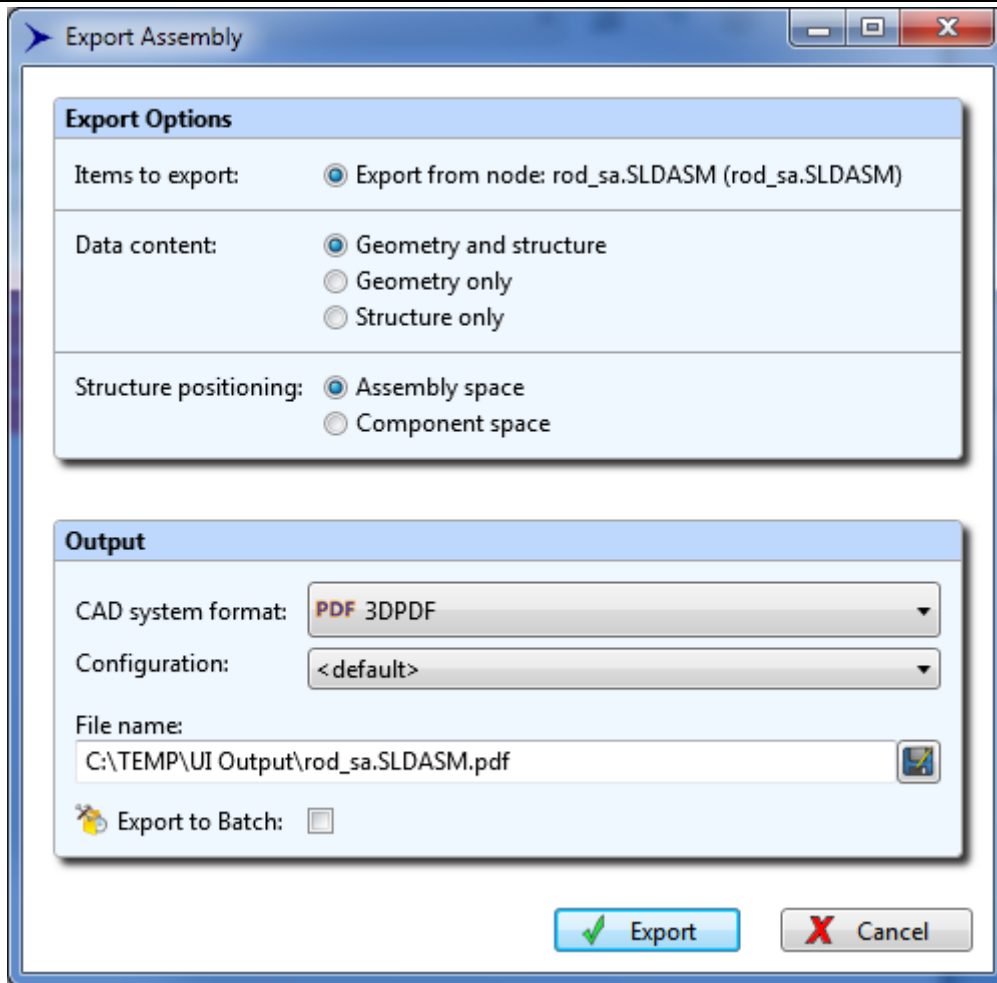 Export Assembly
Export Options
Items to export: Export from node: rod_sa.SLDASM (rod_sa.SLDASM)
Data content: Geometry and structure
Geometry only
Structure only
Structure positioning: Assembly space
Component space
Output
CAD system format: PDF 3DPDF
Configuration: <default>
File name:
C:\TEMP\UI Output\rod_sa.SLDASM.pdf
Export to Batch:
Export Cancel